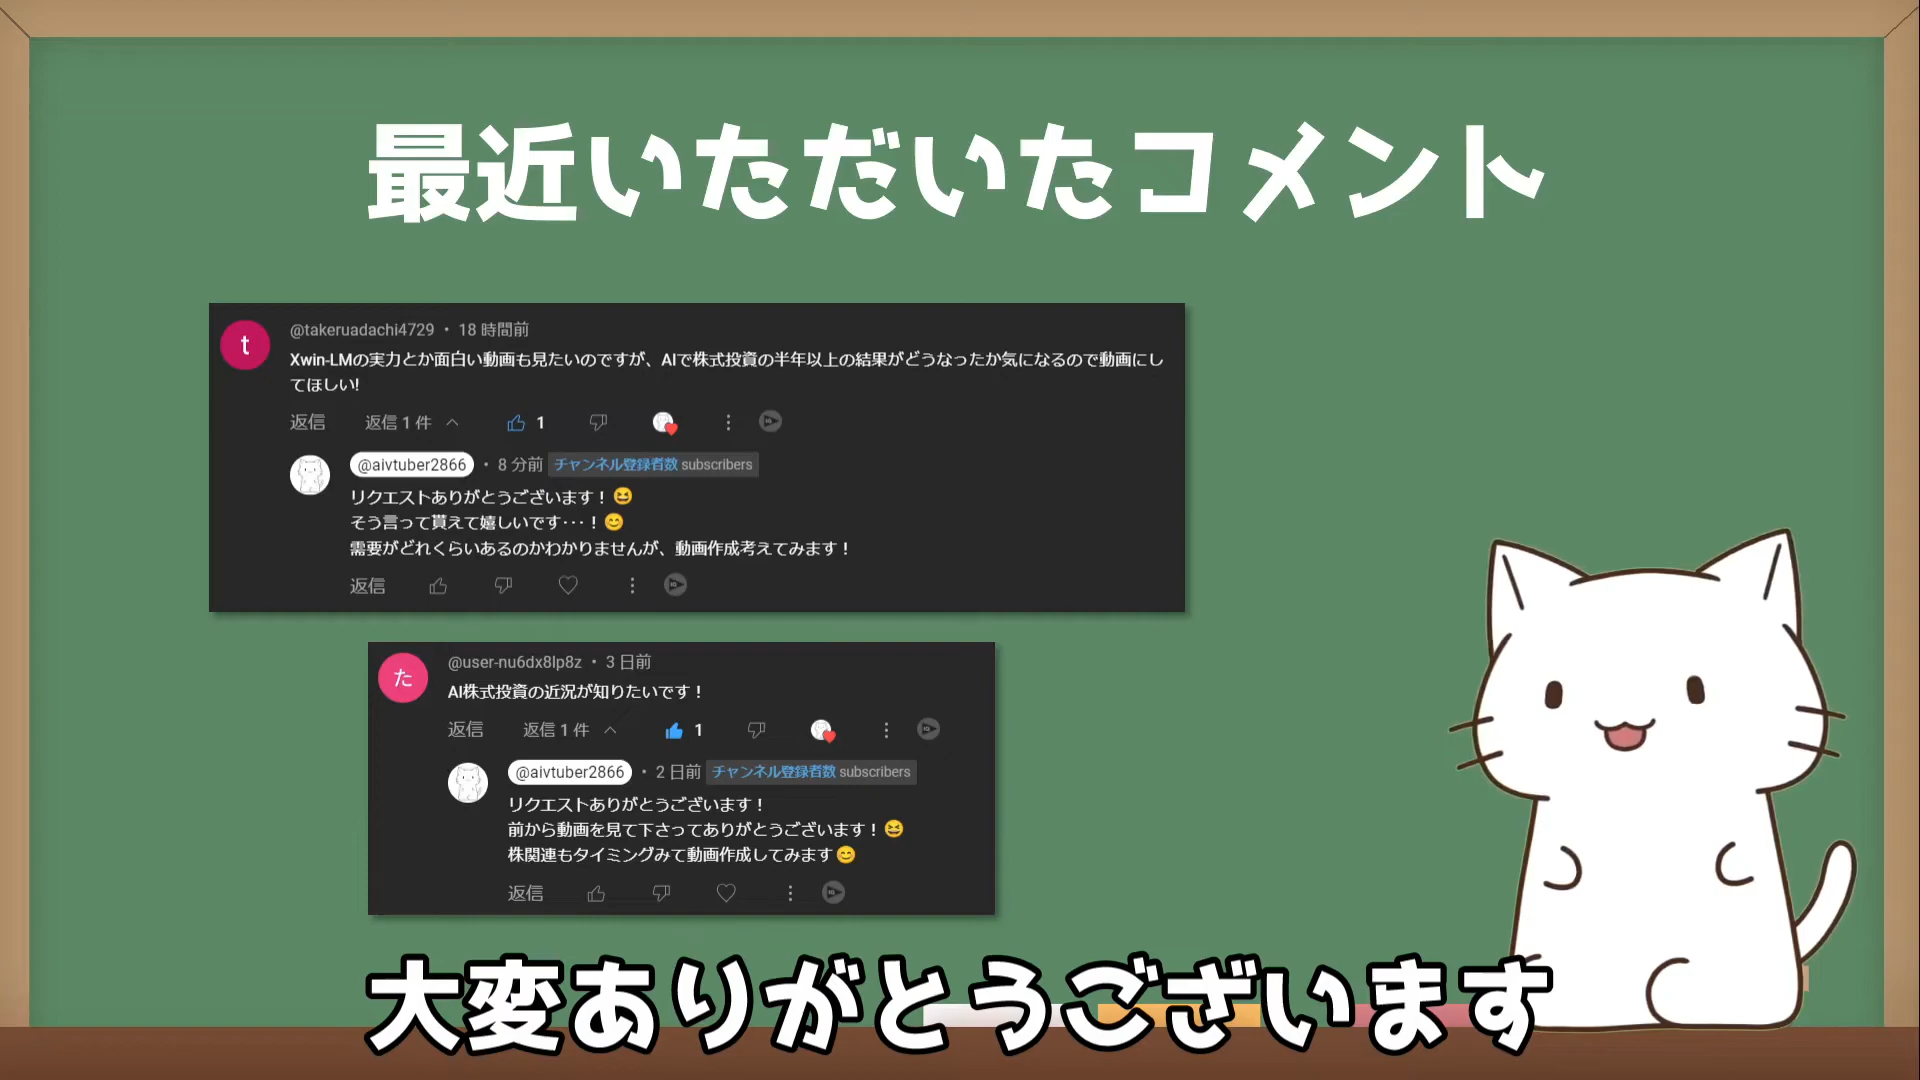 最近いただいたコメント
t
@takeruadachi4729 ・ 18 時間前
Xwin-LMの実力とか面白い動画も見たいのですが、AIで株式投資の半年以上の結果がどうなったか気になるので動画にし
てほしい!
返信 返信 1 件 1
@aivtuber2866 ・ 8 分前 チャンネル登録者数 subscribers
リクエストありがとうございます！😆
そう言って貰えて嬉しいです･･･！😊
需要がどれくらいあるのかわかりませんが、動画作成考えてみます！
返信
た
@user-nu6dx8lp8z ・ 3 日前
AI株式投資の近況が知りたいです！
返信 返信 1 件 1
@aivtuber2866 ・ 2 日前 チャンネル登録者数 subscribers
リクエストありがとうございます！
前から動画を見て下さってありがとうございます！😆
株関連もタイミングみて動画作成してみます😊
返信
大変ありがとうございます